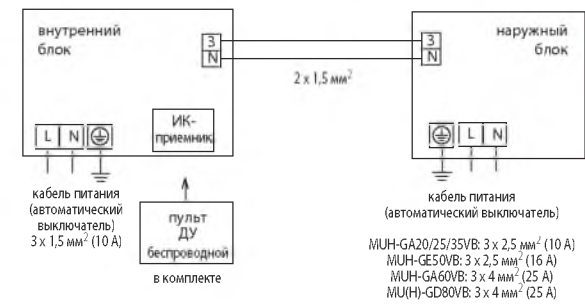 внутренний
блок
3
N
L N
ИК-
приемник
кабель питания
(автоматический
выключатель)
3 x 1,5 мм² (10 А)
пульт
ДУ
беспроводной
в комплекте
2 x 1,5 мм²
наружный
блок
3
N
L N
кабель питания
(автоматический выключатель)
MUH-GA20/25/35VB: 3 x 2,5 мм² (10 А)
MUH-GE50VB: 3 x 2,5 мм² (16 А)
MUH-GA60VB: 3 x 4 мм² (25 А)
MU(H)-GD80VB: 3 x 4 мм² (25 А)